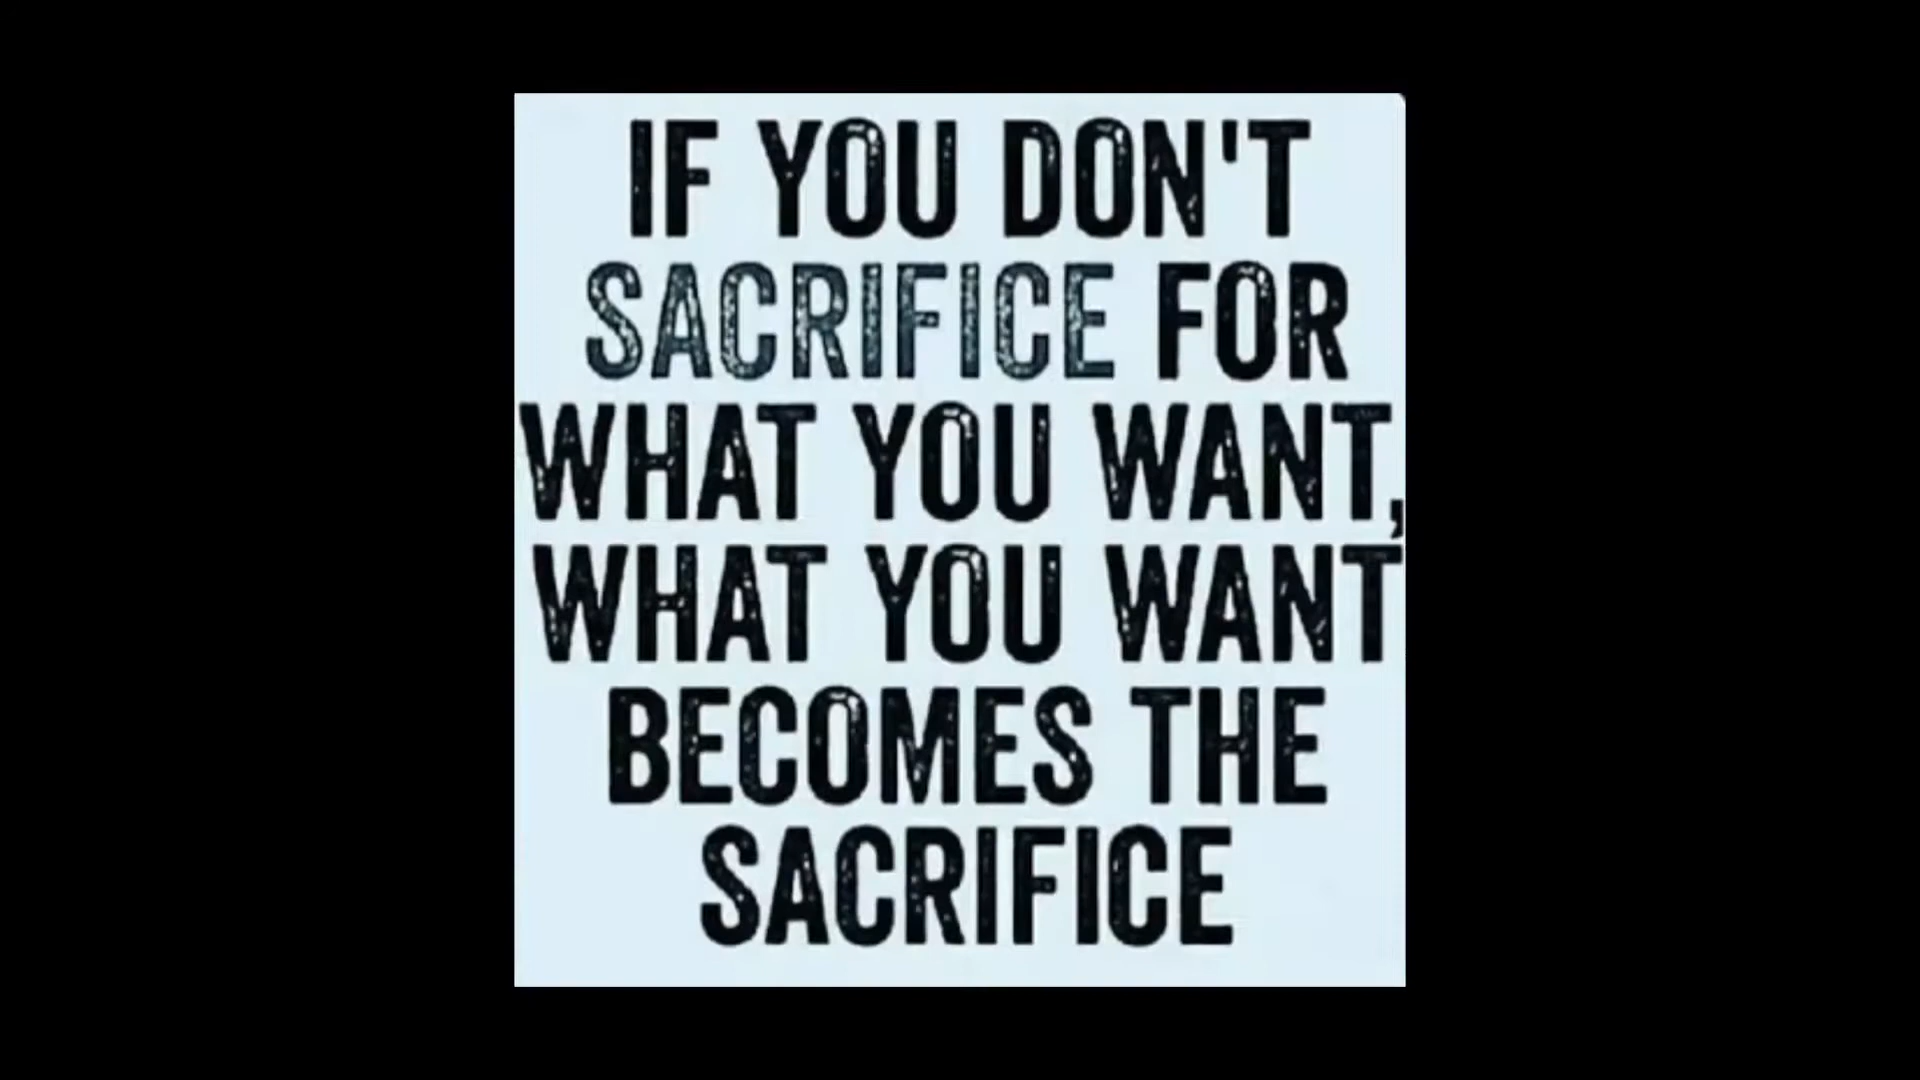 IF YOU DON'T
SACRIFICE FOR
WHAT YOU WANT,
WHAT YOU WANT
BECOMES THE
SACRIFICE